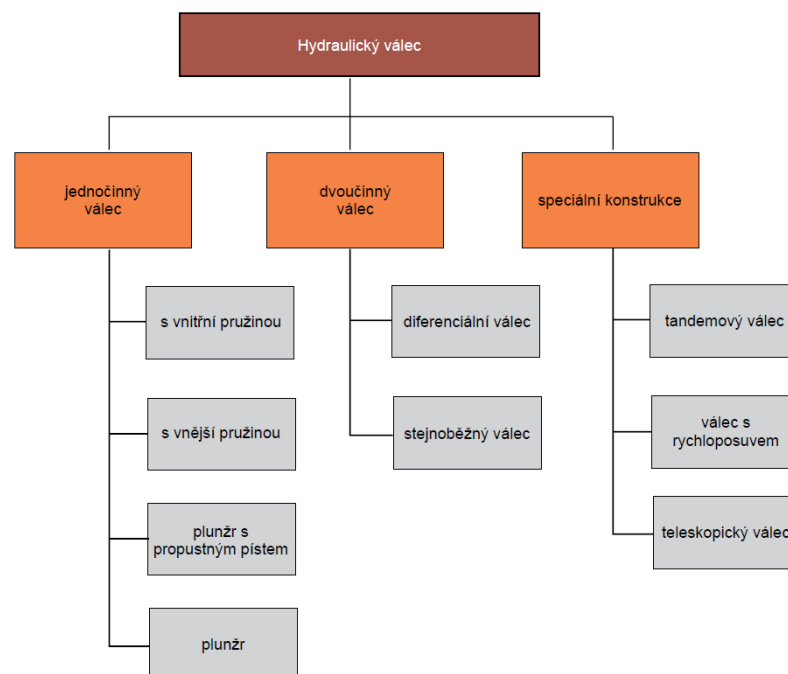 Hydraulický válec
jednočinný
válec
dvoučinný
válec
speciální konstrukce
s vnitřní pružinou
s vnější pružinou
plunžr s
propustným pístem
plunžr
diferenciální válec
stejnoběžný válec
tandemový válec
válec s
rychloposuvem
teleskopický válec